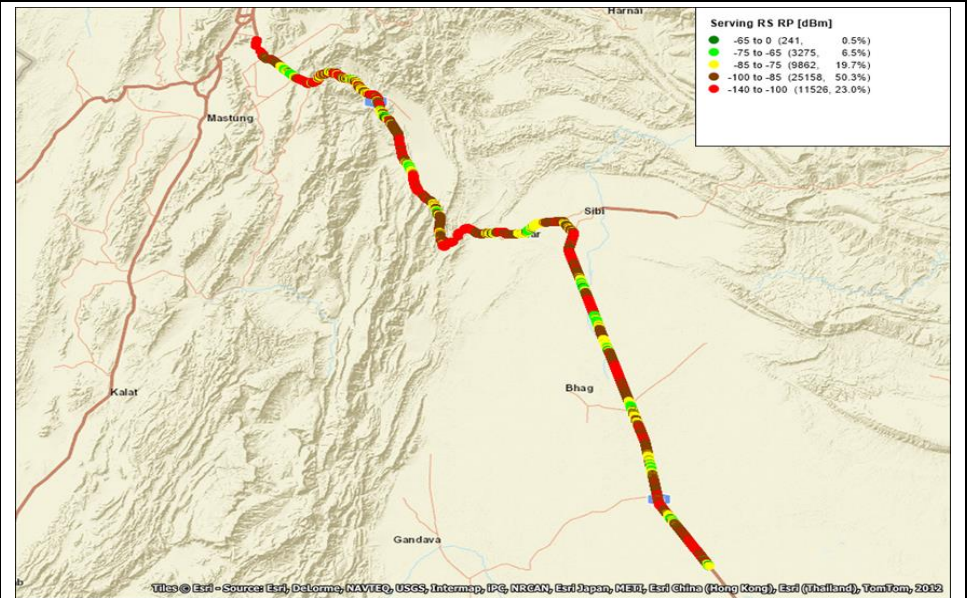 Harnai
Serving RS RP [dBm]
-65 to 0 (241, 0.5%)
-75 to -65 (3275, 6.5%)
-85 to -75 (9862, 19.7%)
-100 to -85 (25158, 50.3%)
-140 to -100 (11526, 23.0%)
Mastung
Sibi
ar
Kalat
Bhag
Gandava
b
Tiles © Esri - Source: Esri, DeLorme, NAVTEQ, USGS, Intermap, iPC, NRCAN, Esri Japan, METI, Esri China (Hong Kong), Esri (Thailand), TomTom, 2012